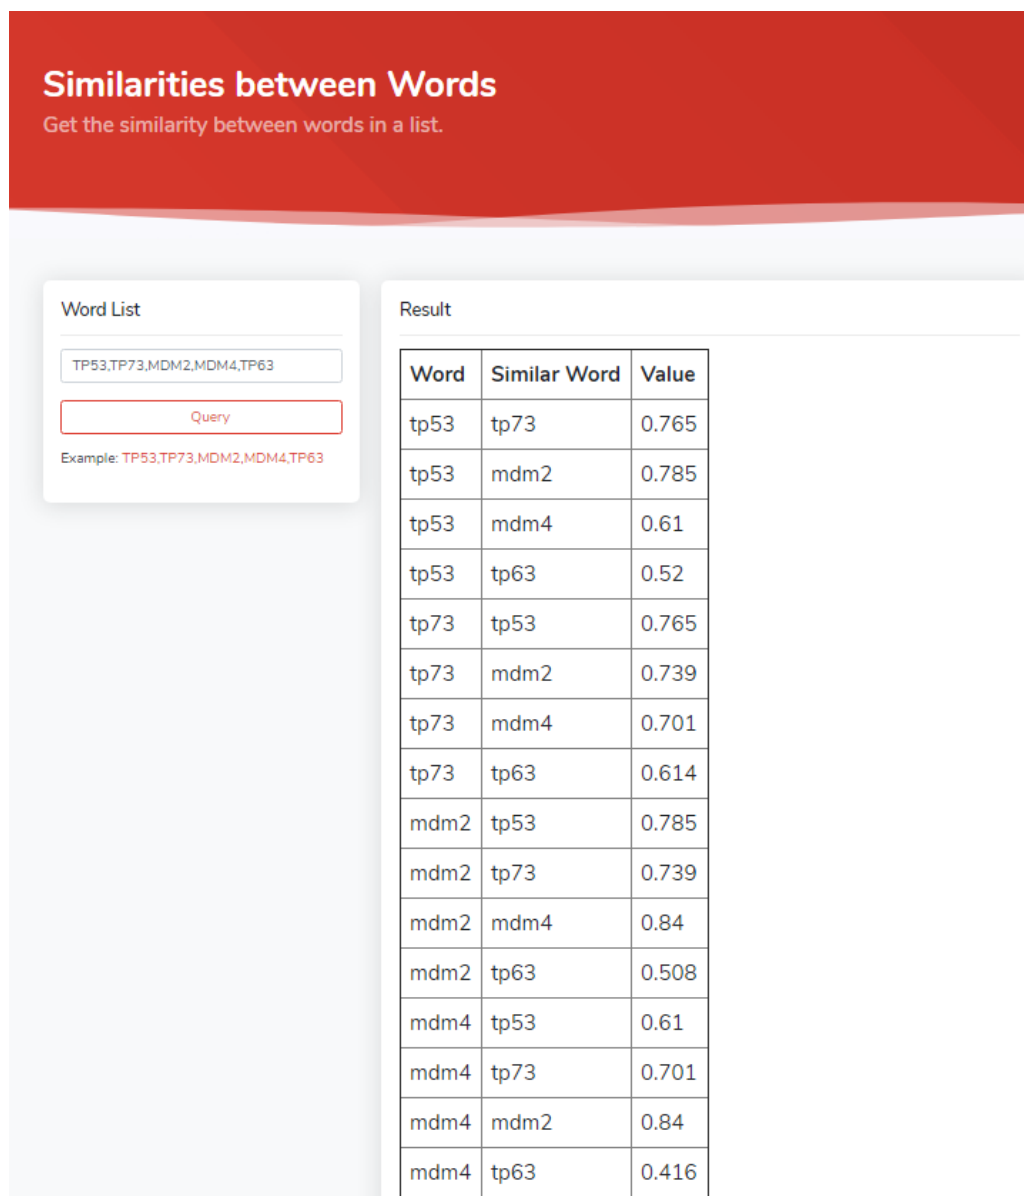 Similarities between Words
Get the similarity between words in a list.
Word List
TP53,TP73,MDM2,MDM4,TP63
Query
Example: TP53,TP73,MDM2,MDM4,TP63
Result
Word Similar Word Value
tp53 tp73 0.765
tp53 mdm2 0.785
tp53 mdm4 0.61
tp53 tp63 0.52
tp73 tp53 0.765
tp73 mdm2 0.739
tp73 mdm4 0.701
tp73 tp63 0.614
mdm2 tp53 0.785
mdm2 tp73 0.739
mdm2 mdm4 0.84
mdm2 tp63 0.508
mdm4 tp53 0.61
mdm4 tp73 0.701
mdm4 mdm2 0.84
mdm4 tp63 0.416